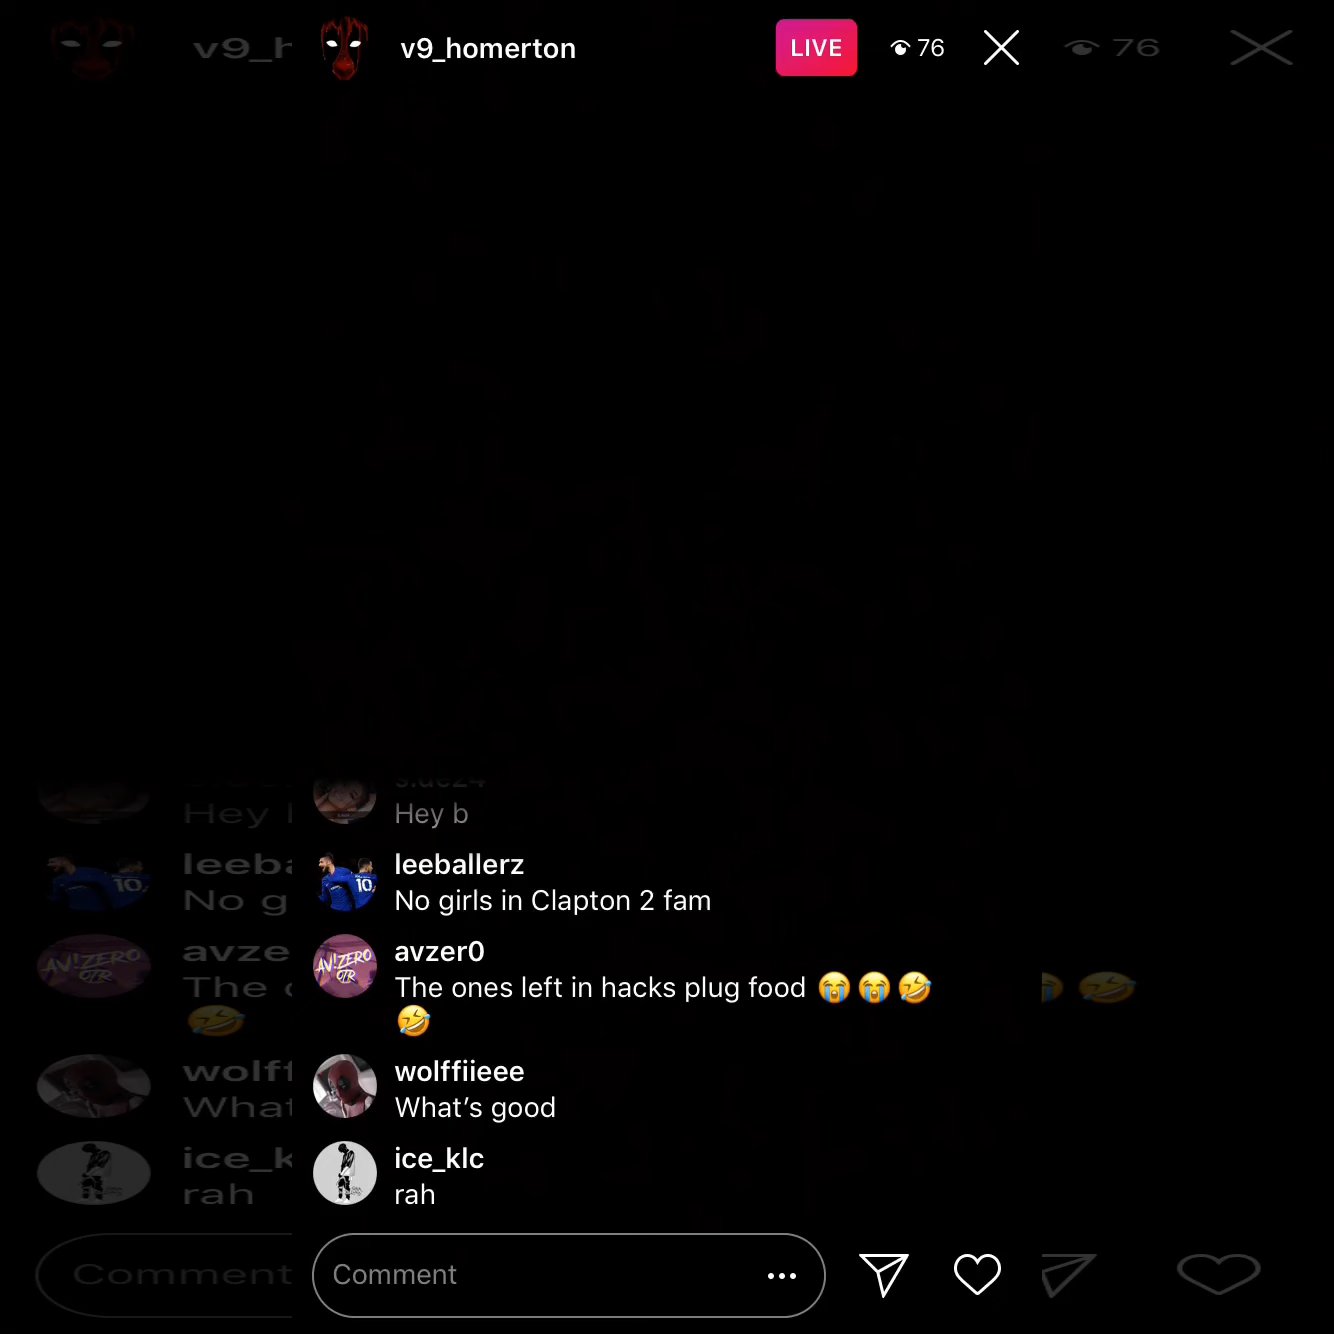 v9_homerton
LIVE
76
Hey b
leeballerz
No girls in Clapton 2 fam
avzer0
The ones left in hacks plug food 😭😭🤣
🤣
wolffiieee
What’s good
ice_klc
rah
Comment